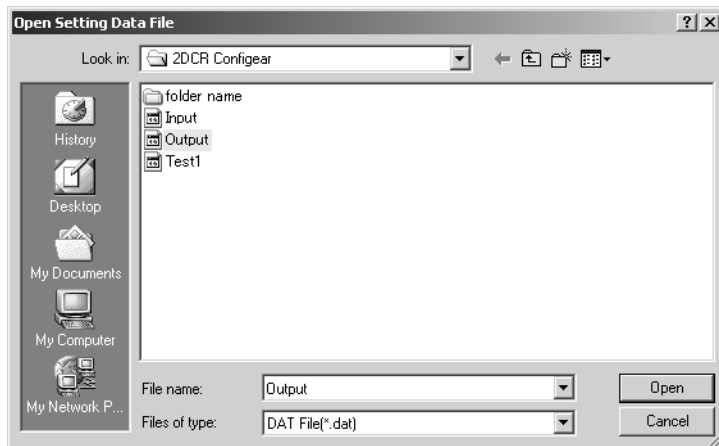 Open Setting Data File
Look in: 2DCR Configear
History
Desktop
My Documents
My Computer
My Network P...
folder name
Input
Output
Test1
File name: Output Open
Files of type: DAT File(*.dat) Cancel